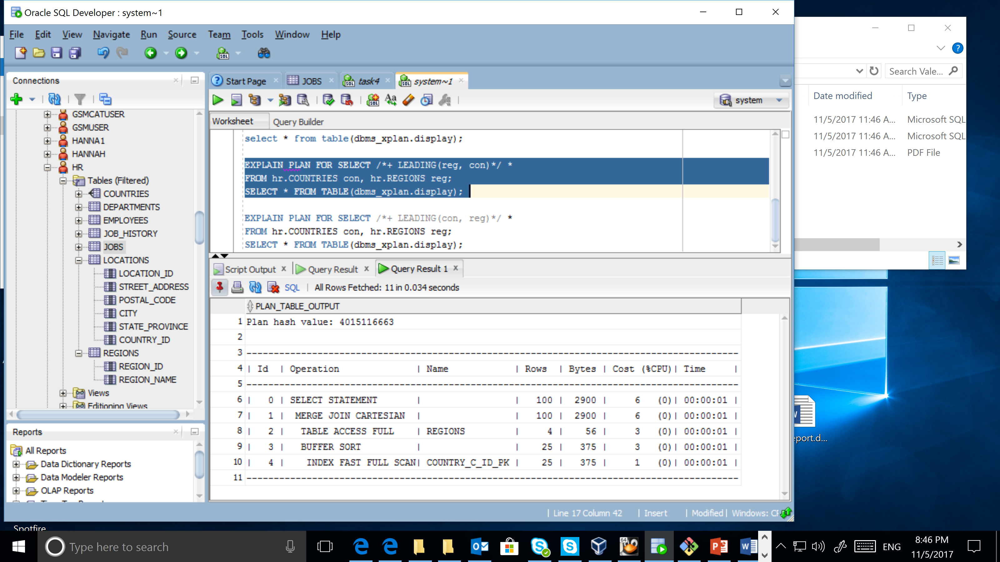 Oracle SQL Developer : system~1
File Edit View Navigate Run Source Team Tools Window Help
Connections
GSMCATUSER
GSMUSER
HANNA1
HANNAH
HR
Tables (Filtered)
COUNTRIES
DEPARTMENTS
EMPLOYEES
JOB_HISTORY
JOBS
LOCATIONS
LOCATION_ID
STREET_ADDRESS
POSTAL_CODE
CITY
STATE_PROVINCE
COUNTRY_ID
REGIONS
REGION_ID
REGION_NAME
Views
Editioning Views
Reports
All Reports
Data Dictionary Reports
Data Modeler Reports
OLAP Reports
Start Page JOBS task4 system~1
system
Worksheet Query Builder
select * from table(dbms_xplan.display);
EXPLAIN PLAN FOR SELECT /*+ LEADING(reg, con)*/ *
FROM hr.COUNTRIES con, hr.REGIONS reg;
SELECT * FROM TABLE(dbms_xplan.display);
EXPLAIN PLAN FOR SELECT /*+ LEADING(con, reg)*/ *
FROM hr.COUNTRIES con, hr.REGIONS reg;
SELECT * FROM TABLE(dbms_xplan.display);
Script Output Query Result Query Result 1
SQL | All Rows Fetched: 11 in 0.034 seconds
PLAN_TABLE_OUTPUT
1 Plan hash value: 4015116663
2
3 ------------------------------------------------------------------------------------------
4 | Id | Operation | Name | Rows | Bytes | Cost (%CPU)| Time |
5 ------------------------------------------------------------------------------------------
6 | 0 | SELECT STATEMENT | | 100 | 2900 | 6 (0)| 00:00:01 |
7 | 1 | MERGE JOIN CARTESIAN | | 100 | 2900 | 6 (0)| 00:00:01 |
8 | 2 | TABLE ACCESS FULL | REGIONS | 4 | 56 | 3 (0)| 00:00:01 |
9 | 3 | BUFFER SORT | | 25 | 375 | 3 (0)| 00:00:01 |
10 | 4 | INDEX FAST FULL SCAN| COUNTRY_C_ID_PK | 25 | 375 | 1 (0)| 00:00:01 |
11 ------------------------------------------------------------------------------------------
| Line 17 Column 42 | Insert | Modified | Windows:
Search Vale...
Date modified Type
11/5/2017 11:46 A... Microsoft SQL
11/5/2017 11:46 A... Microsoft SQL
11/5/2017 11:46 A... PDF File
eport.d...
Spotfire
Type here to search
64
ENG
8:46 PM
11/5/2017